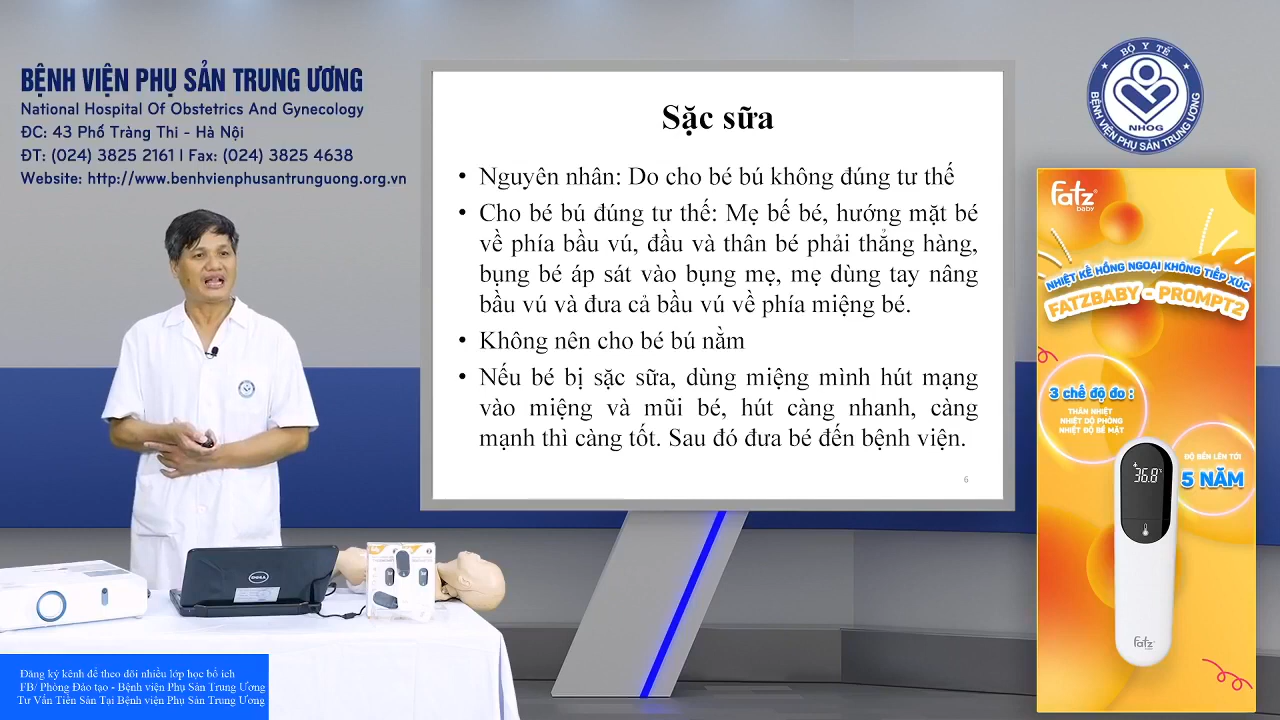 BỆNH VIỆN PHỤ SẢN TRUNG ƯƠNG
National Hospital Of Obstetrics And Gynecology
ĐC: 43 Phố Tràng Thi - Hà Nội
ĐT: (024) 3825 2161 | Fax: (024) 3825 4638
Website: http://www.benhvienphusantrunguong.org.vn
Sặc sữa
• Nguyên nhân: Do cho bé bú không đúng tư thế
• Cho bé bú đúng tư thế: Mẹ bế bé, hướng mặt bé
về phía bầu vú, đầu và thân bé phải thẳng hàng,
bụng bé áp sát vào bụng mẹ, mẹ dùng tay nâng
bầu vú và đưa cả bầu vú về phía miệng bé.
• Không nên cho bé bú nằm
• Nếu bé bị sặc sữa, dùng miệng mình hút mạng
vào miệng và mũi bé, hút càng nhanh, càng
mạnh thì càng tốt. Sau đó đưa bé đến bệnh viện.
6
BỘ Y TẾ
NHOG
BỆNH VIỆN PHỤ SẢN TRUNG ƯƠNG
Fatz
baby
NHIỆT KẾ HỒNG NGOẠI KHÔNG TIẾP XÚC
FATZBABY - PROMPT2
3 chế độ đo :
THÂN NHIỆT
NHIỆT ĐỘ PHÒNG
NHIỆT ĐỘ BỀ MẶT
ĐỘ BỀN LÊN TỚI
5 NĂM
36.8°c
Fatz
baby
DELL
Đăng ký kênh để theo dõi nhiều lớp học bổ ích
FB/ Phòng Đào tạo - Bệnh viện Phụ Sản Trung Ương
Tư Vấn Tiền Sản Tại Bệnh viện Phụ Sản Trung Ương